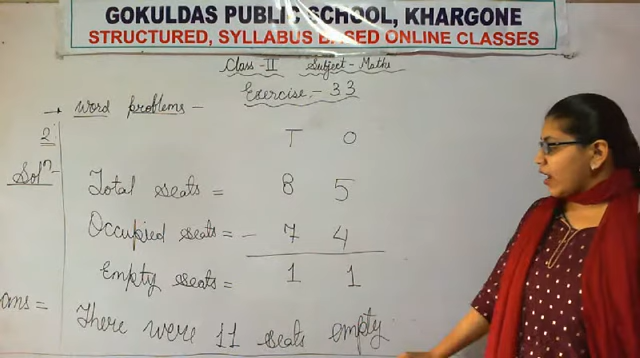 GOKULDAS PUBLIC SCHOOL, KHARGONE
STRUCTURED, SYLLABUS BASED ONLINE CLASSES
Class - II Subject - Maths
Exercise - 33
→ Word problems -
2. T O
Solⁿ- Total seats = 8 5
Occupied seats = - 7 4
Empty seats = 1 1
ans = There were 11 seats empty.